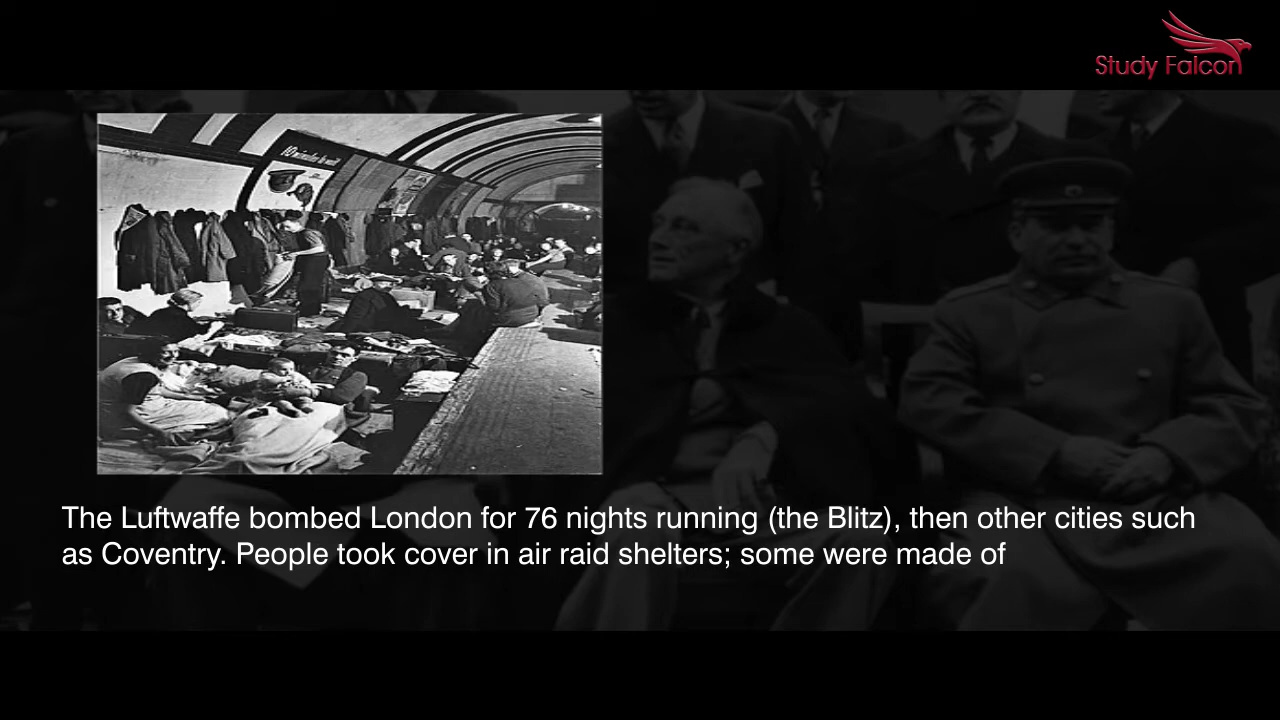 Study Falcon
The Luftwaffe bombed London for 76 nights running (the Blitz), then other cities such
as Coventry. People took cover in air raid shelters; some were made of